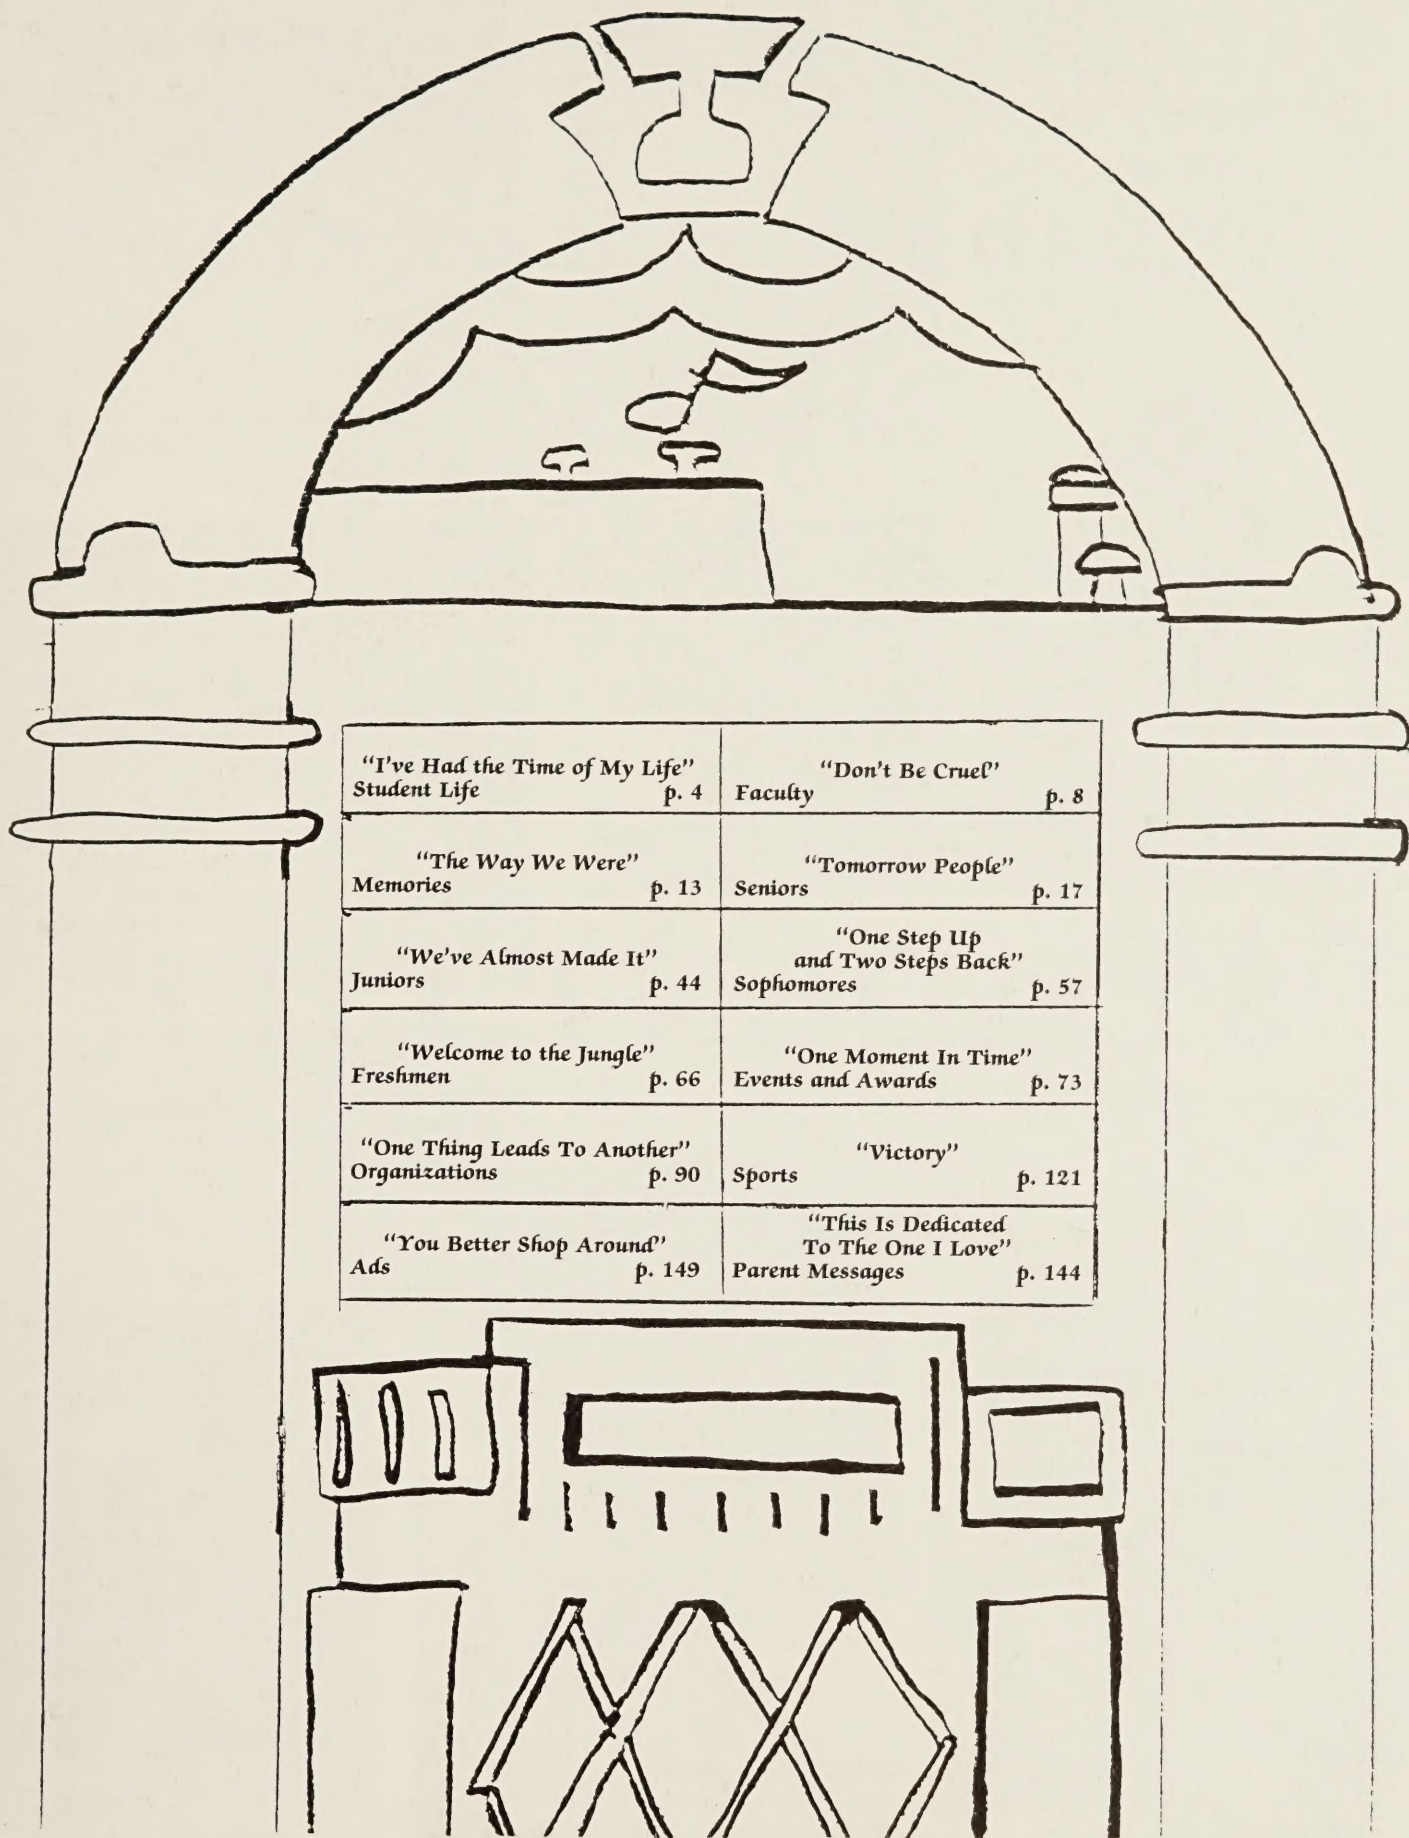 "I've Had the Time of My Life"
Student Life p. 4
"Don't Be Cruel"
Faculty p. 8
"The Way We Were"
Memories p. 13
"Tomorrow People"
Seniors p. 17
"We've Almost Made It"
Juniors p. 44
"One Step Up
and Two Steps Back"
Sophomores p. 57
"Welcome to the Jungle"
Freshmen p. 66
"One Moment In Time"
Events and Awards p. 73
"One Thing Leads To Another"
Organizations p. 90
"Victory"
Sports p. 121
"You Better Shop Around"
Ads p. 149
"This Is Dedicated
To The One I Love"
Parent Messages p. 144